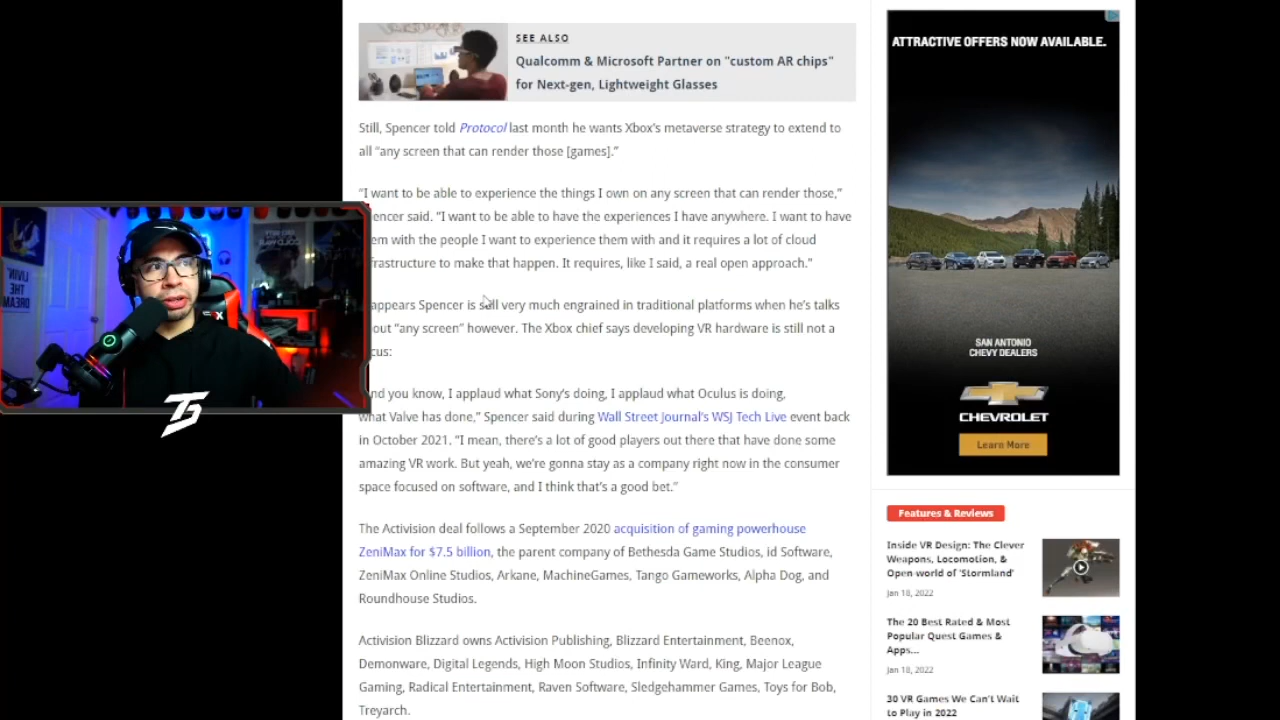 SEE ALSO
Qualcomm & Microsoft Partner on "custom AR chips"
for Next-gen, Lightweight Glasses
Still, Spencer told Protocol last month he wants Xbox's metaverse strategy to extend to
all “any screen that can render those [games].”
“I want to be able to experience the things I own on any screen that can render those,”
pencer said. “I want to be able to have the experiences I have anywhere. I want to have
em with the people I want to experience them with and it requires a lot of cloud
frastructure to make that happen. It requires, like I said, a real open approach.”
appears Spencer is still very much engrained in traditional platforms when he's talks
out “any screen” however. The Xbox chief says developing VR hardware is still not a
cus:
nd you know, I applaud what Sony's doing, I applaud what Oculus is doing,
what Valve has done,” Spencer said during Wall Street Journal's WSJ Tech Live event back
in October 2021. “I mean, there's a lot of good players out there that have done some
amazing VR work. But yeah, we're gonna stay as a company right now in the consumer
space focused on software, and I think that's a good bet.”
The Activision deal follows a September 2020 acquisition of gaming powerhouse
ZeniMax for $7.5 billion, the parent company of Bethesda Game Studios, id Software,
ZeniMax Online Studios, Arkane, MachineGames, Tango Gameworks, Alpha Dog, and
Roundhouse Studios.
Activision Blizzard owns Activision Publishing, Blizzard Entertainment, Beenox,
Demonware, Digital Legends, High Moon Studios, Infinity Ward, King, Major League
Gaming, Radical Entertainment, Raven Software, Sledgehammer Games, Toys for Bob,
Treyarch.
LIVIN'
THE
DREAM
ATTRACTIVE OFFERS NOW AVAILABLE.
SAN ANTONIO
CHEVY DEALERS
CHEVROLET
Learn More
Features & Reviews
Inside VR Design: The Clever
Weapons, Locomotion, &
Open-world of 'Stormland'
Jan 18, 2022
The 20 Best Rated & Most
Popular Quest Games &
Apps...
Jan 18, 2022
30 VR Games We Can't Wait
to Play in 2022